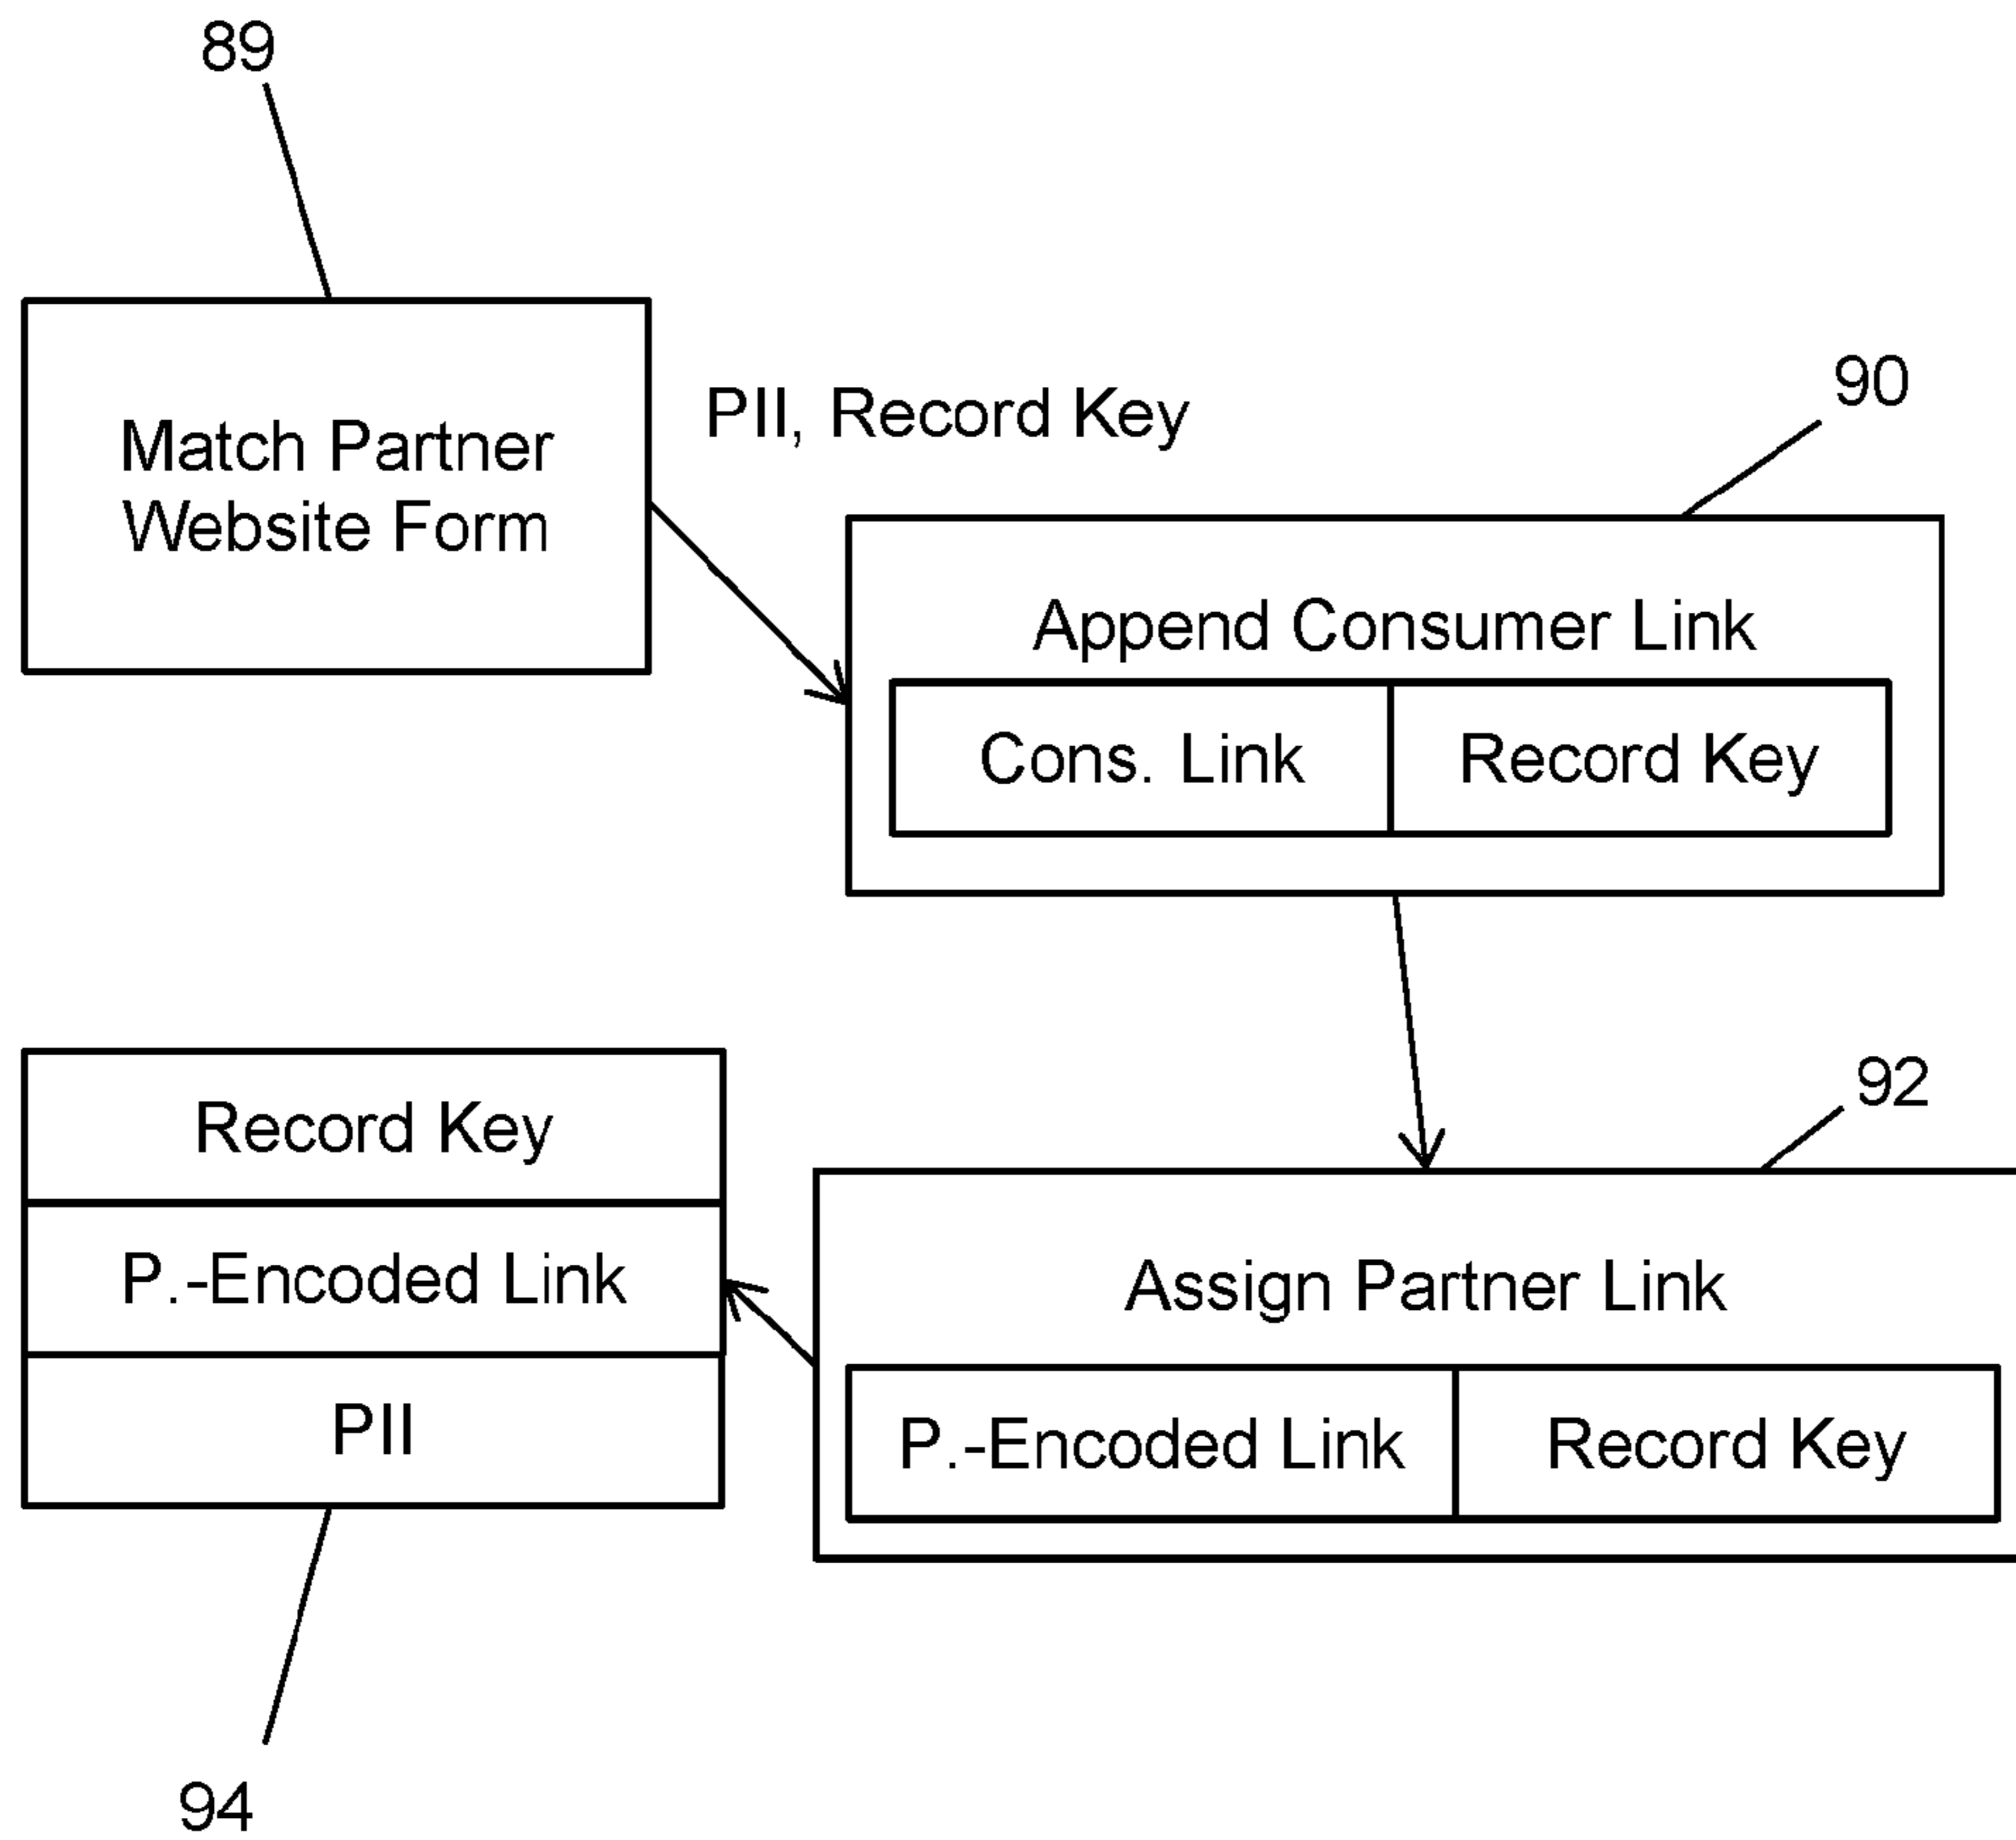 89
Match Partner
Website Form
PII, Record Key
90
Append Consumer Link
Cons. Link
Record Key
Record Key
P.-Encoded Link
PII
94
92
Assign Partner Link
P.-Encoded Link
Record Key